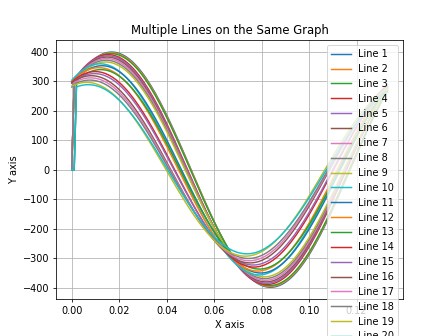 Multiple Lines on the Same Graph
400
300
200
100
0
−100
−200
−300
−400
Y axis
0.00
0.02
0.04
0.06
0.08
0.10
X axis
Line 1
Line 2
Line 3
Line 4
Line 5
Line 6
Line 7
Line 8
Line 9
Line 10
Line 11
Line 12
Line 13
Line 14
Line 15
Line 16
Line 17
Line 18
Line 19
Line 20